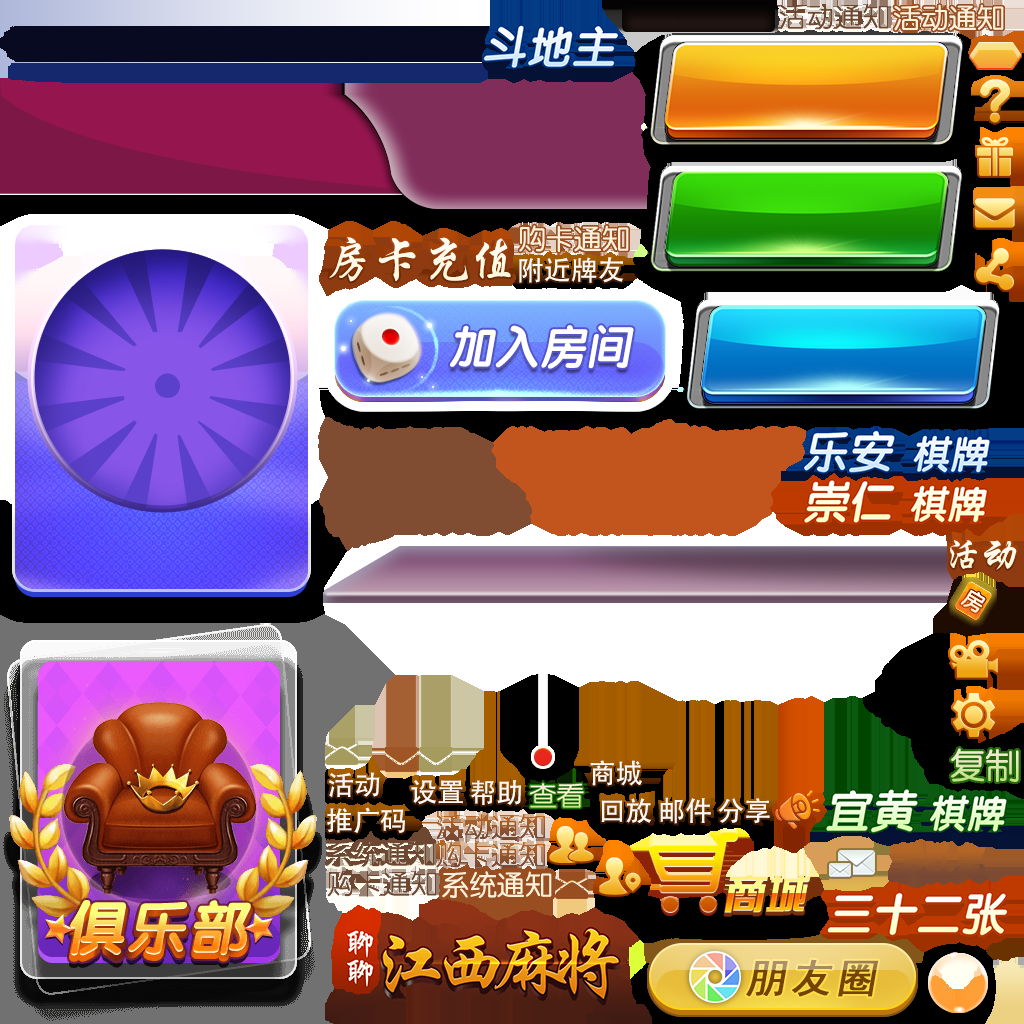 活动通知
活动通知
斗地主
房卡充值
购卡通知
附近牌友
加入房间
乐安 棋牌
崇仁 棋牌
活动
房
复制
商城
活动
设置
帮助
查看
回放
邮件
分享
推广码
宜黄 棋牌
活动通知
系统通知
购卡通知
购卡通知
系统通知
商城
三十二张
俱乐部
聊聊
江西麻将
朋友圈